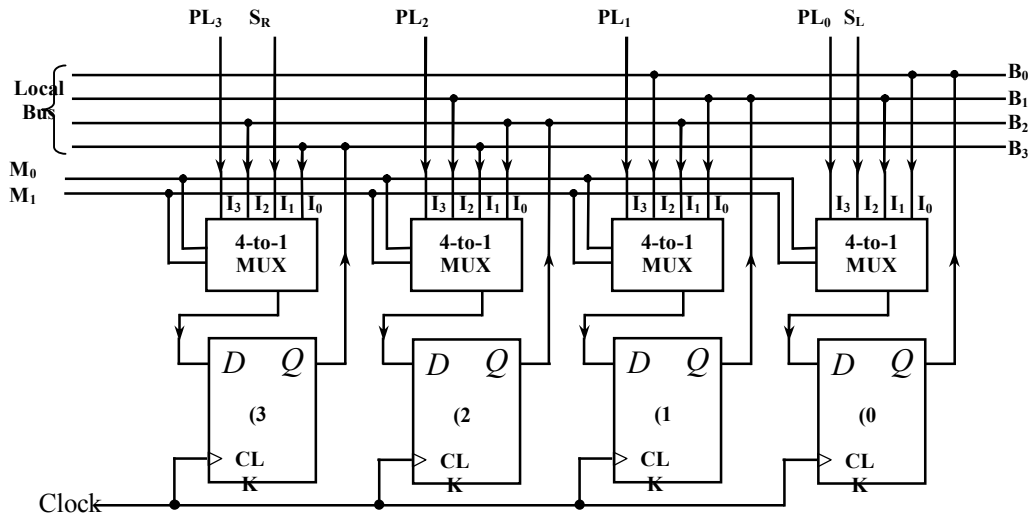 PL3 SR PL2 PL1 PL0 SL
Local
Bus
B0
B1
B2
B3
M0
M1
I3 I2 I1 I0 I3 I2 I1 I0 I3 I2 I1 I0 I3 I2 I1 I0
4-to-1 4-to-1 4-to-1 4-to-1
MUX MUX MUX MUX
D Q D Q D Q D Q
(3 (2 (1 (0
CL CL CL CL
K K K K
Clock